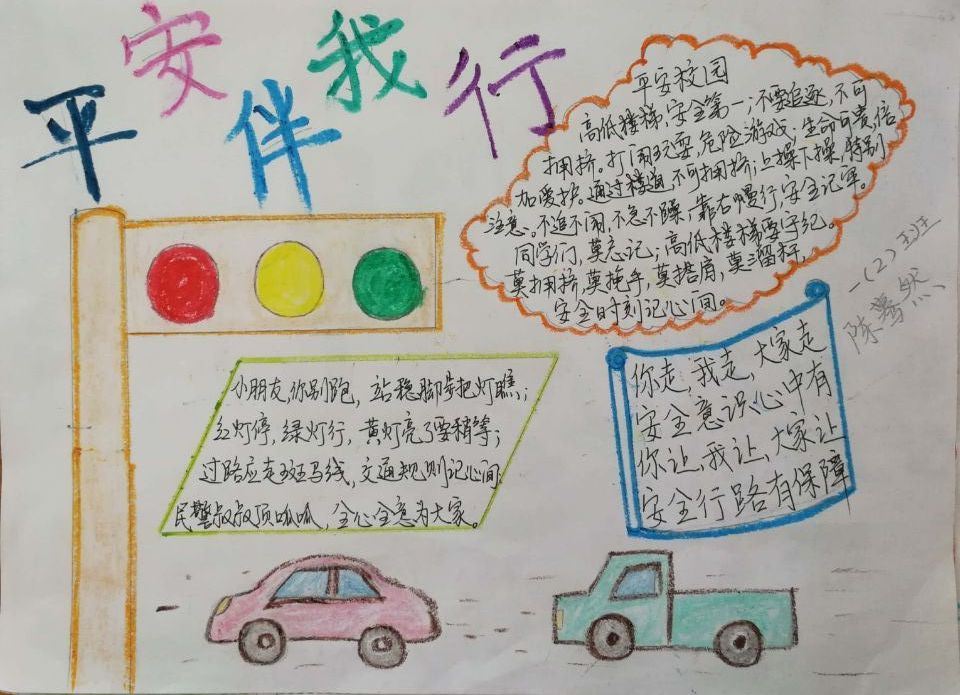 平安伴我行
平安校园
高低楼梯,安全第一;不要追逐,不可
拥挤。打闹玩耍,危险游戏;生命可贵,倍
加爱护。通过楼道,不可拥挤;上操下操,特别
注意。不追不闹,不急不躁,靠右慢行,安全记牢。
同学们,莫忘记;高低楼梯要守纪。
莫拥挤,莫挽手,莫搭肩,莫溜杆,
安全时刻记心间。
一(2)班
陈骞然
小朋友,你别跑,站稳脚步把灯瞧;
红灯停,绿灯行,黄灯亮了要稍等;
过路应走斑马线,交通规则记心间
民警叔叔顶呱呱,全心全意为大家。
你走,我走,大家走
安全意识心中有
你让,我让,大家让
安全行路有保障